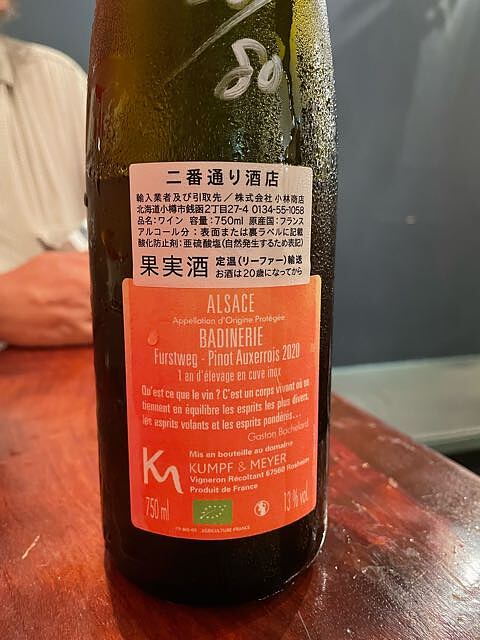 80
二番通り酒店
輸入業者及び引取先／株式会社 小林商店
北海道小樽市銭函2丁目27-4 0134-55-1058
品名：ワイン 容量：750ml 原産国：フランス
アルコール分：表面または裏ラベルに記載
酸化防止剤：亜硫酸塩(自然発生するため表記)
果実酒 定温(リーファー)輸送
お酒は20歳になってから
ALSACE
Appellation d'Origine Protégée
BADINERIE
Furstweg - Pinot Auxerrois 2020
1 an d'élevage en cuve inox
Qu'est ce que le vin ? C'est un corps vivant où se
tiennent en équilibre les esprits les plus divers,
les esprits volants et les esprits pondérés...
Gaston Bachelard
Mis en bouteille au domaine
KM KUMPF & MEYER
Vigneron Récoltant 67560 Rosheim
Produit de France
750 ml
13 % vol.
AGRICULTURE FRANCE